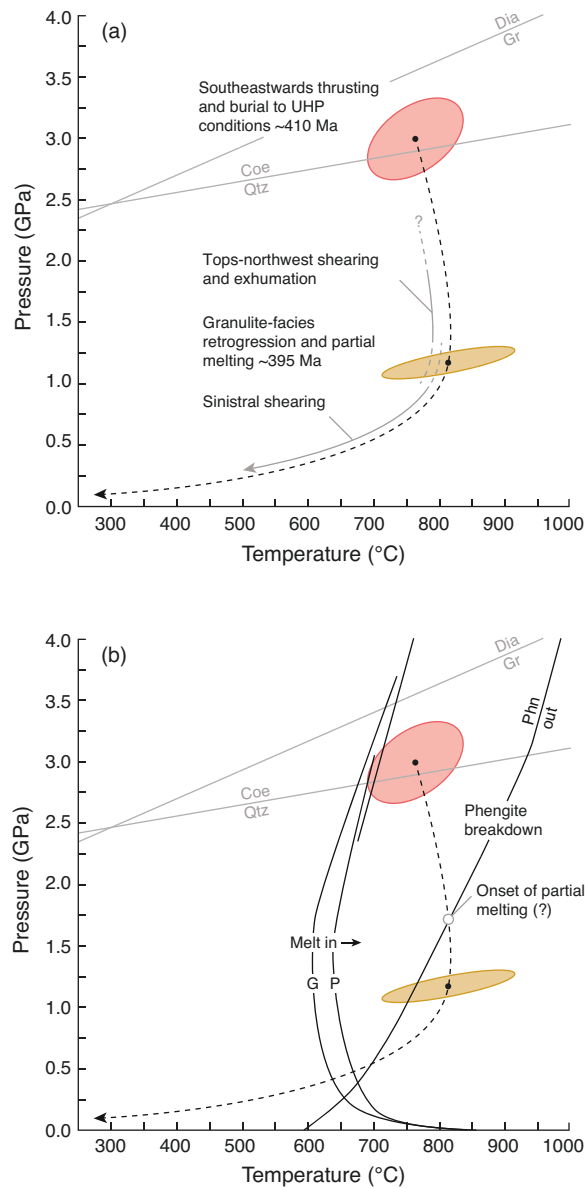 (a)
Dia
Gr
Southeastwards thrusting
and burial to UHP
conditions ~410 Ma
Coe
Qtz
?
Tops-northwest shearing
and exhumation
Granulite-facies
retrogression and partial
melting ~395 Ma
Sinistral shearing
4.0
3.5
3.0
2.5
2.0
1.5
1.0
0.5
0.0
Pressure (GPa)
300 400 500 600 700 800 900 1000
Temperature (°C)
(b)
Dia
Gr
Phn
out
Coe
Qtz
Phengite
breakdown
Onset of partial
melting (?)
Melt in
G P
4.0
3.5
3.0
2.5
2.0
1.5
1.0
0.5
0.0
Pressure (GPa)
300 400 500 600 700 800 900 1000
Temperature (°C)